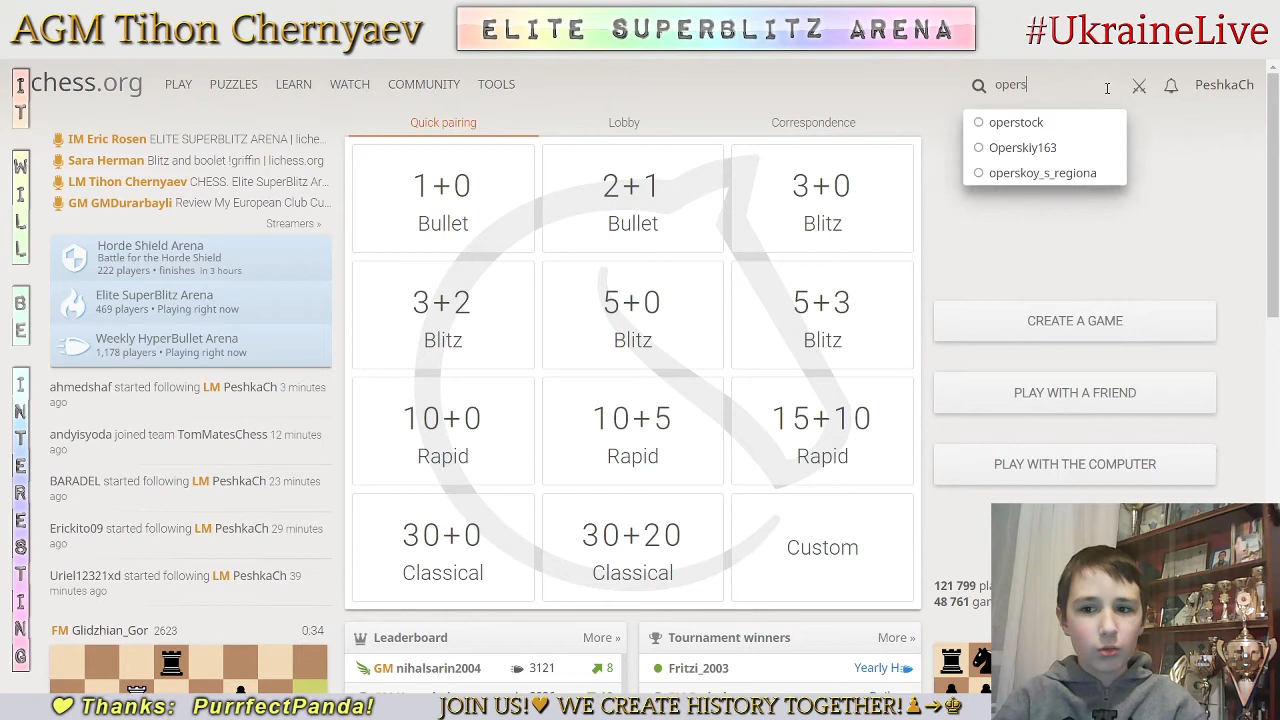 AGM Tihon Chernyaev
ELITE SUPERBLITZ ARENA
#UkraineLive
IT WILL BE INTERESTING
chess.org
PLAY
PUZZLES
LEARN
WATCH
COMMUNITY
TOOLS
opers
PeshkaCh
operstock
Operskiy163
operskoy_s_regiona
IM Eric Rosen ELITE SUPERBLITZ ARENA | liche...
Sara Herman Blitz and boolet !griffin | lichess.org
LM Tihon Chernyaev CHESS. Elite SuperBlitz Ar...
GM GMDurarbayli Review My European Club Cu...
Streamers »
Horde Shield Arena
Battle for the Horde Shield
222 players • finishes In 3 hours
Elite SuperBlitz Arena
469 players • Playing right now
Weekly HyperBullet Arena
1,178 players • Playing right now
ahmedshaf started following LM PeshkaCh 3 minutes
ago
andyisyoda joined team TomMatesChess 12 minutes
ago
BARADEL started following LM PeshkaCh 23 minutes
ago
Erickito09 started following LM PeshkaCh 29 minutes
ago
Uriel12321xd started following LM PeshkaCh 39
minutes ago
FM Glidzhian_Gor 2623
0:34
Quick pairing
Lobby
Correspondence
1+0
Bullet
2+1
Bullet
3+0
Blitz
3+2
Blitz
5+0
Blitz
5+3
Blitz
10+0
Rapid
10+5
Rapid
15+10
Rapid
30+0
Classical
30+20
Classical
Custom
CREATE A GAME
PLAY WITH A FRIEND
PLAY WITH THE COMPUTER
121 799
48 761
Leaderboard
More »
GM nihalsarin2004
3121
8
Tournament winners
More »
Fritzi_2003
Yearly H
Thanks: PurrfectPanda!
JOIN US! WE CREATE HISTORY TOGETHER!